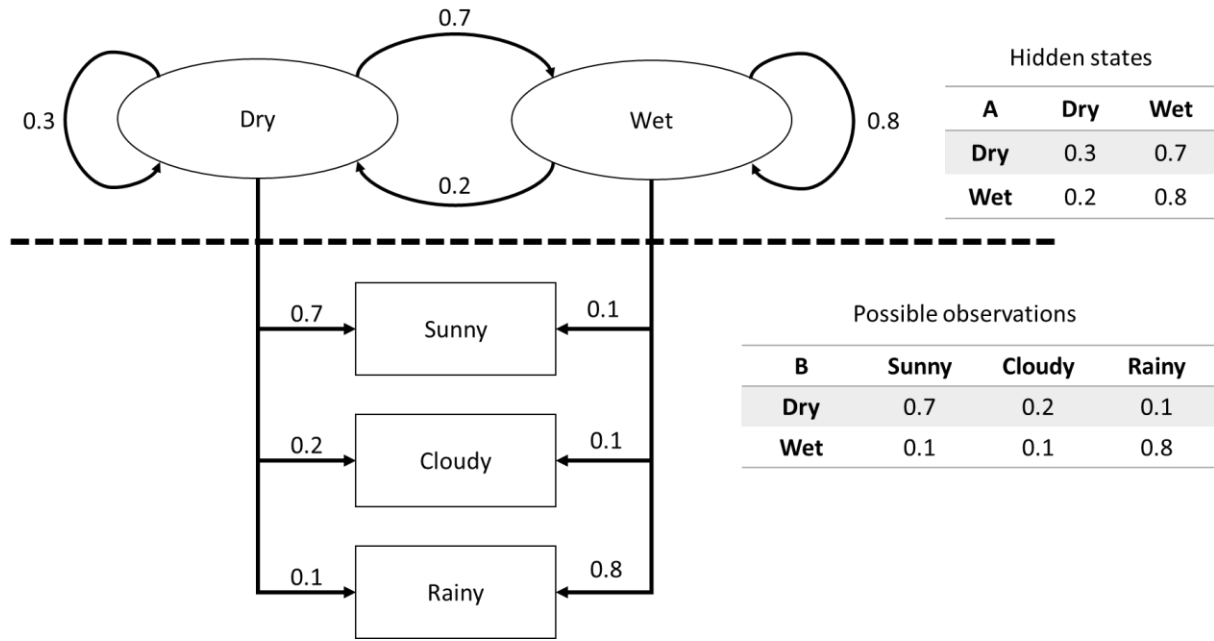 0.7
Hidden states
0.3
Dry
Wet
0.8
A Dry Wet
Dry 0.3 0.7
Wet 0.2 0.8
0.2
0.7
Sunny
0.1
Possible observations
B Sunny Cloudy Rainy
Dry 0.7 0.2 0.1
Wet 0.1 0.1 0.8
0.2
Cloudy
0.1
0.1
Rainy
0.8